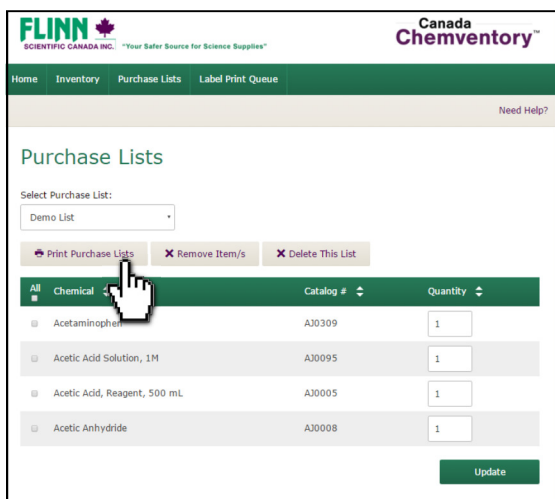 FLINN
SCIENTIFIC CANADA INC. "Your Safer Source for Science Supplies"
Canada
Chemventory™
Home Inventory Purchase Lists Label Print Queue
Need Help?
Purchase Lists
Select Purchase List:
Demo List
Print Purchase Lists Remove Item/s Delete This List
All Chemical Catalog # Quantity
Acetaminophen AJ0309 1
Acetic Acid Solution, 1M AJ0095 1
Acetic Acid, Reagent, 500 mL AJ0005 1
Acetic Anhydride AJ0008 1
Update